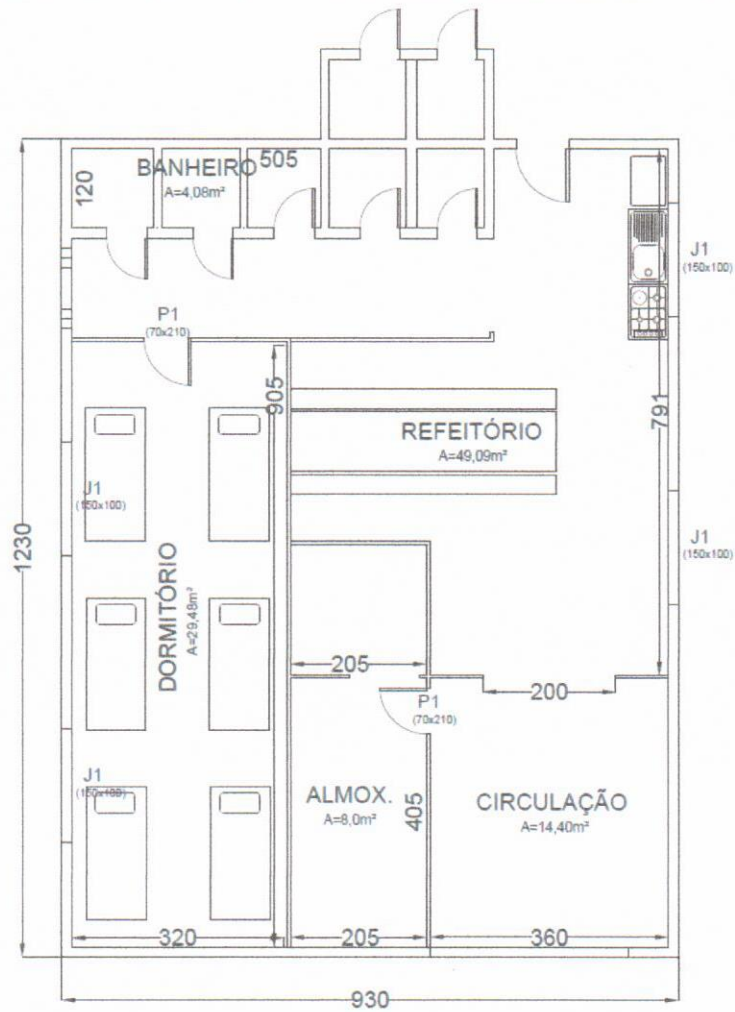 BANHEIRO
A=4,08m²
505
120
J1
(150x100)
P1
(70x210)
905
791
REFEITÓRIO
A=49,09m²
J1
(150x100)
J1
(150x100)
1230
DORMITÓRIO
A=29,48m²
205
200
P1
(70x210)
J1
(150x100)
ALMOX.
A=8,0m²
405
CIRCULAÇÃO
A=14,40m²
320
205
360
930